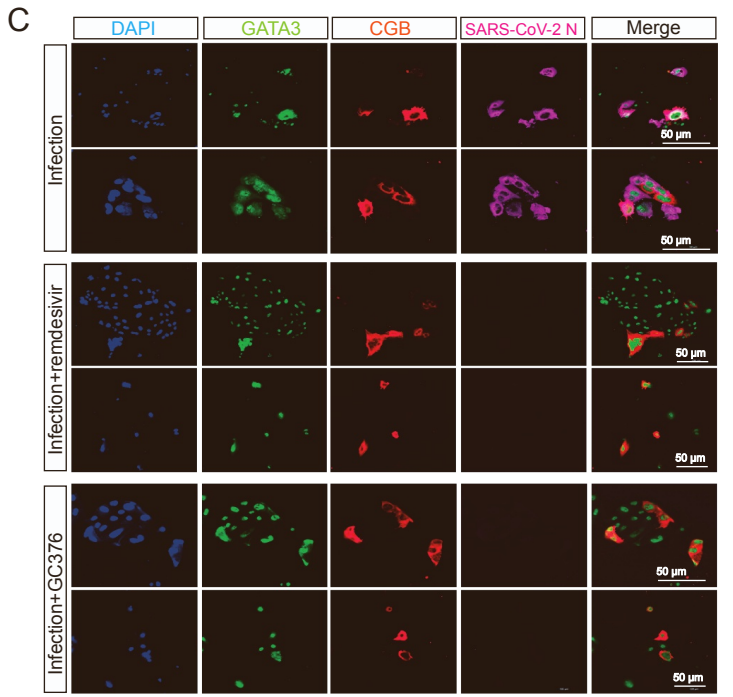 C
DAPI GATA3 CGB SARS-CoV-2 N Merge
Infection
50 µm
50 µm
Infection+remdesivir
50 µm
50 µm
Infection+GC376
50 µm
50 µm